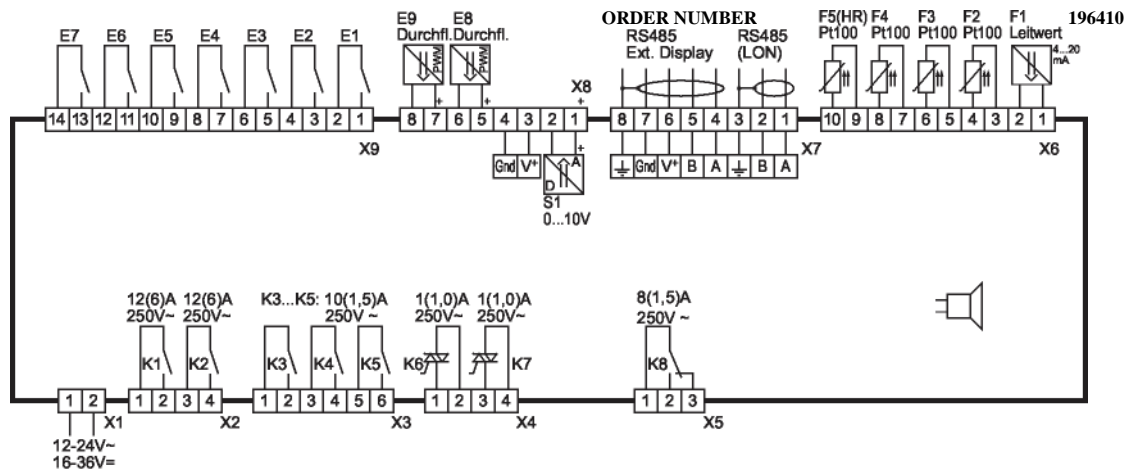 ORDER NUMBER 196410
E7 E6 E5 E4 E3 E2 E1
E9 E8
Durchfl. Durchfl.
PWM PWM
+ +
RS485 RS485
Ext. Display (LON)
F5(HR) F4 F3 F2 F1
Pt100 Pt100 Pt100 Pt100 Leitwert
4...20
mA
X8
+
14 13 12 11 10 9 8 7 6 5 4 3 2 1
X9
8 7 6 5 4 3 2 1
Gnd V+
+
A
D
S1
0...10V
8 7 6 5 4 3 2 1
X7
Gnd V+ B A B A
10 9 8 7 6 5 4 3 2 1
X6
12(6)A 12(6)A
250V~ 250V~
K1 K2
K3...K5: 10(1,5)A
250V ~
K3 K4 K5
1(1,0)A 1(1,0)A
250V~ 250V~
K6 K7
8(1,5)A
250V ~
K8
1 2
X1
12-24V~
16-36V=
1 2 3 4
X2
1 2 3 4 5 6
X3
1 2 3 4
X4
1 2 3
X5